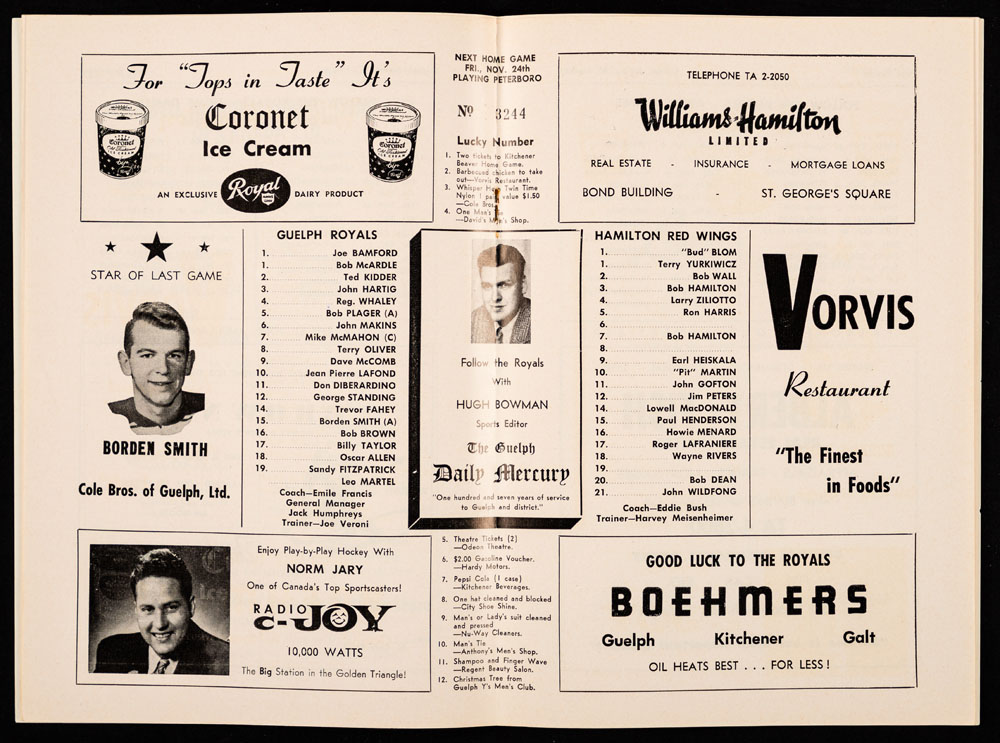 For "Tops in Taste" It's
Coronet
Ice Cream
AN EXCLUSIVE Royal DAIRY PRODUCT
NEXT HOME GAME
FRI., NOV. 24th
PLAYING PETERBORO
No 3244
Lucky Number
1. Two tickets to Kitchener
Beaver Home Game.
2. Barbecued chicken to take
out—Vorvis Restaurant.
3. Whisper Twin Time
Nylon 1 value $1.50
—Cole Bros.
4. One Man's
—David's Shop.
TELEPHONE TA 2-2050
Williams-Hamilton
LIMITED
REAL ESTATE - INSURANCE - MORTGAGE LOANS
BOND BUILDING - ST. GEORGE'S SQUARE
STAR OF LAST GAME
BORDEN SMITH
Cole Bros. of Guelph, Ltd.
GUELPH ROYALS
1. Joe BAMFORD
1. Bob McARDLE
2. Ted KIDDER
3. John HARTIG
4. Reg. WHALEY
5. Bob PLAGER (A)
6. John MAKINS
7. Mike McMAHON (C)
8. Terry OLIVER
9. Dave McCOMB
10. Jean Pierre LAFOND
11. Don DIBERARDINO
12. George STANDING
14. Trevor FAHEY
15. Borden SMITH (A)
16. Bob BROWN
17. Billy TAYLOR
18. Oscar ALLEN
19. Sandy FITZPATRICK
Leo MARTEL
Coach—Emile Francis
General Manager
Jack Humphreys
Trainer—Joe Veroni
Follow the Royals
With
HUGH BOWMAN
Sports Editor
The Guelph
Daily Mercury
"One hundred and seven years of service
to Guelph and district."
HAMILTON RED WINGS
1. "Bud" BLOM
1. Terry YURKIWICZ
2. Bob WALL
3. Bob HAMILTON
4. Larry ZILIOTTO
5. Ron HARRIS
6.
7. Bob HAMILTON
8.
9. Earl HEISKALA
10. "Pit" MARTIN
11. John GOFTON
12. Jim PETERS
14. Lowell MacDONALD
15. Paul HENDERSON
16. Howie MENARD
17. Roger LAFRANIERE
18. Wayne RIVERS
19.
20. Bob DEAN
21. John WILDFONG
Coach—Eddie Bush
Trainer—Harvey Meisenheimer
VORVIS
Restaurant
"The Finest
in Foods"
Enjoy Play-by-Play Hockey With
NORM JARY
One of Canada's Top Sportscasters!
RADIO
C-JOY
10,000 WATTS
The Big Station in the Golden Triangle!
5. Theatre Tickets (2)
—Odeon Theatre.
6. $2.00 Gasoline Voucher.
—Hardy Motors.
7. Pepsi Cola (1 case)
—Kitchener Beverages.
8. One hat cleaned and blocked
—City Shoe Shine.
9. Man's or Lady's suit cleaned
and pressed
—Nu-Way Cleaners.
10. Man's Tie
—Anthony's Men's Shop.
11. Shampoo and Finger Wave
—Regent Beauty Salon.
12. Christmas Tree from
Guelph Y's Men's Club.
GOOD LUCK TO THE ROYALS
BOEHMERS
Guelph Kitchener Galt
OIL HEATS BEST . . . FOR LESS!